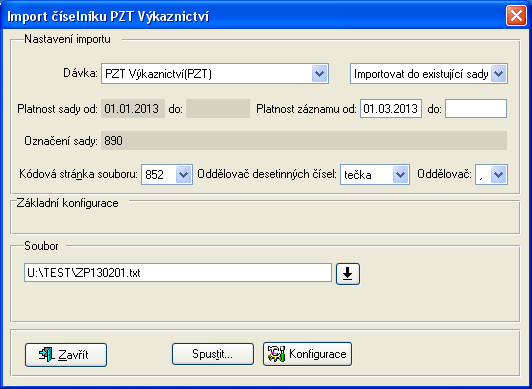 Import číselníku PZT Výkaznictví
Nastavení importu
Dávka: PZT Výkaznictví(PZT) Importovat do existující sady
Platnost sady od: 01.01.2013 do: Platnost záznamu od: 01.03.2013 do:
Označení sady: 890
Kódová stránka souboru: 852 Oddělovač desetinných čísel: tečka Oddělovač: ,
Základní konfigurace
Soubor
U:\TEST\ZP130201.txt
Zavřít Spustit... Konfigurace